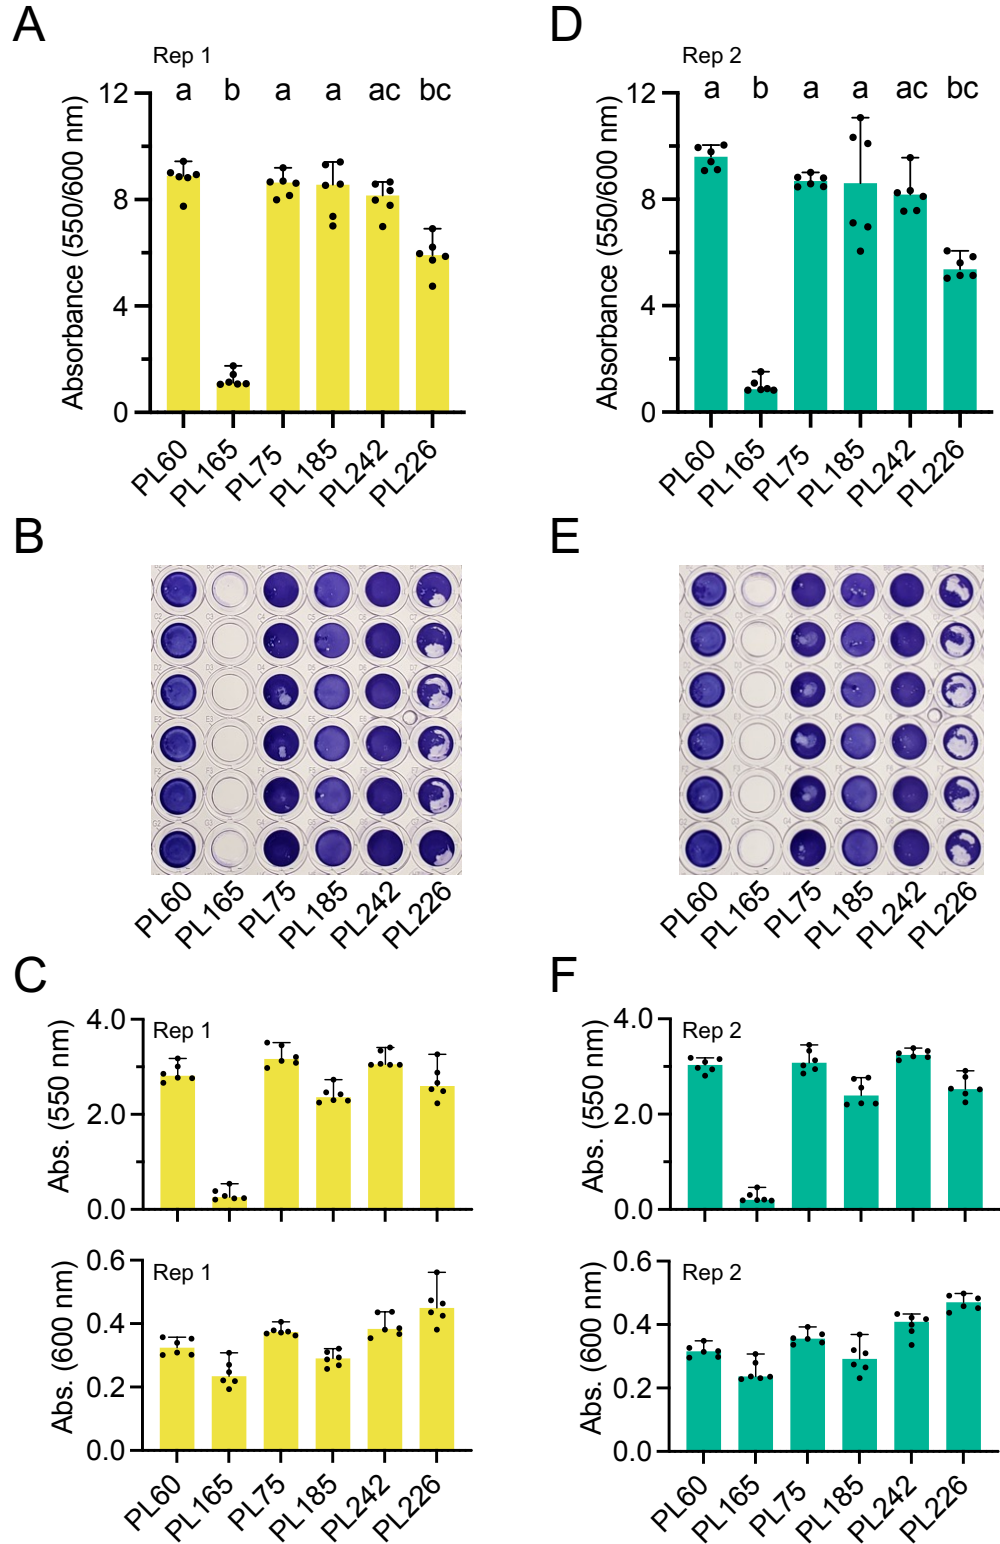 A
Rep 1
a b a a ac bc
Absorbance (550/600 nm)
12
8
4
0
PL60 PL165 PL75 PL185 PL242 PL226
D
Rep 2
a b a a ac bc
Absorbance (550/600 nm)
12
8
4
0
PL60 PL165 PL75 PL185 PL242 PL226
B
PL60 PL165 PL75 PL185 PL242 PL226
E
PL60 PL165 PL75 PL185 PL242 PL226
C
Rep 1
Abs. (550 nm)
4.0
2.0
0.0
Rep 1
Abs. (600 nm)
0.6
0.4
0.2
0.0
PL60 PL165 PL75 PL185 PL242 PL226
F
Rep 2
Abs. (550 nm)
4.0
2.0
0.0
Rep 2
Abs. (600 nm)
0.6
0.4
0.2
0.0
PL60 PL165 PL75 PL185 PL242 PL226